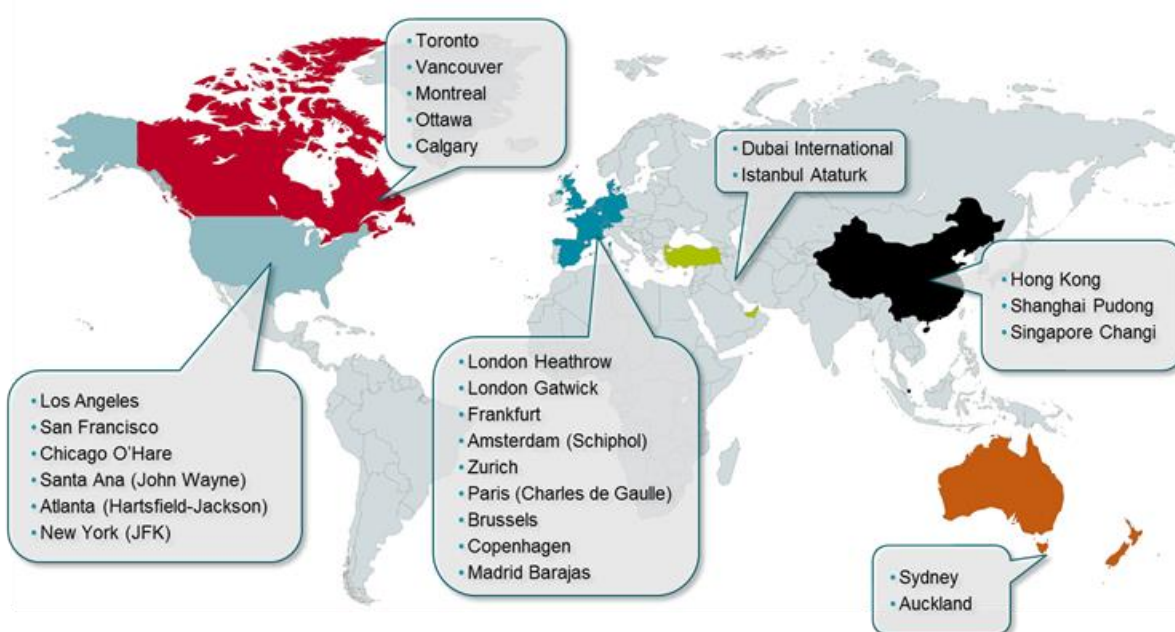 • Toronto
• Vancouver
• Montreal
• Ottawa
• Calgary
• Dubai International
• Istanbul Ataturk
• Hong Kong
• Shanghai Pudong
• Singapore Changi
• Los Angeles
• San Francisco
• Chicago O'Hare
• Santa Ana (John Wayne)
• Atlanta (Hartsfield-Jackson)
• New York (JFK)
• London Heathrow
• London Gatwick
• Frankfurt
• Amsterdam (Schiphol)
• Zurich
• Paris (Charles de Gaulle)
• Brussels
• Copenhagen
• Madrid Barajas
• Sydney
• Auckland